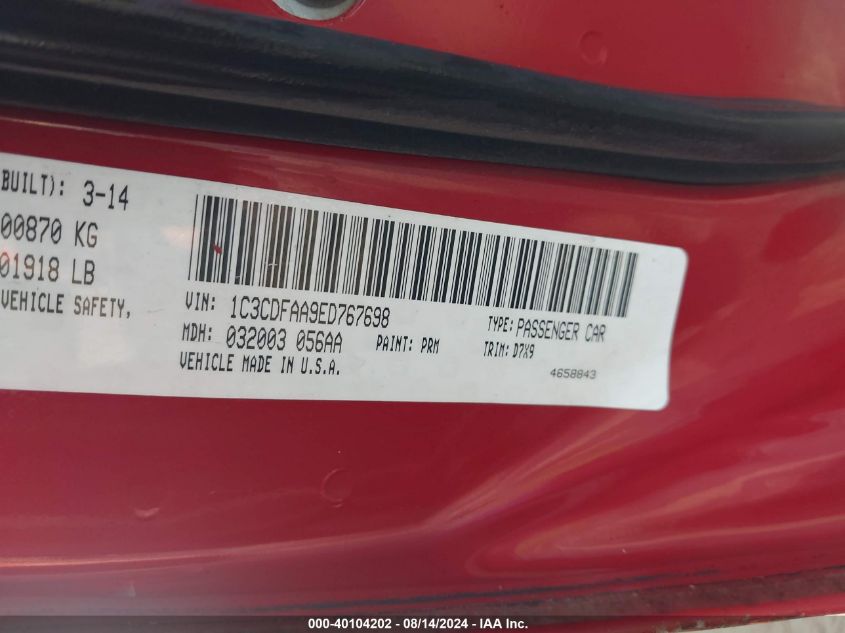 BUILT): 3-14
00870 KG
01918 LB
VEHICLE SAFETY,
VIN: 1C3CDFAA9ED767698
TYPE: PASSENGER CAR
MDH: 032003 056AA
PAINT: PRM
TRIM: D7X9
VEHICLE MADE IN U.S.A.
4658843
000-40104202 - 08/14/2024 - IAA Inc.